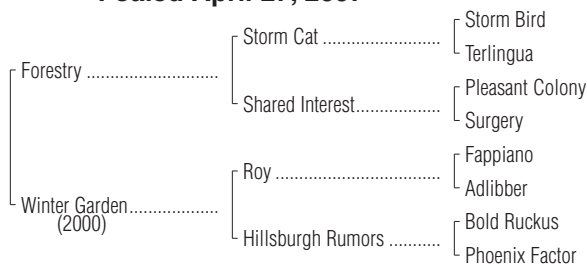 Foaled April 27,
Storm Bird
Storm Cat ........................
Terlingua
Forestry ...........................
Pleasant Colony
Shared Interest..................
Surgery
Fappiano
Roy .................................
Adlibber
Winter Garden..................
(2000)
Bold Ruckus
Hillsburgh Rumors ...........
Phoenix Factor